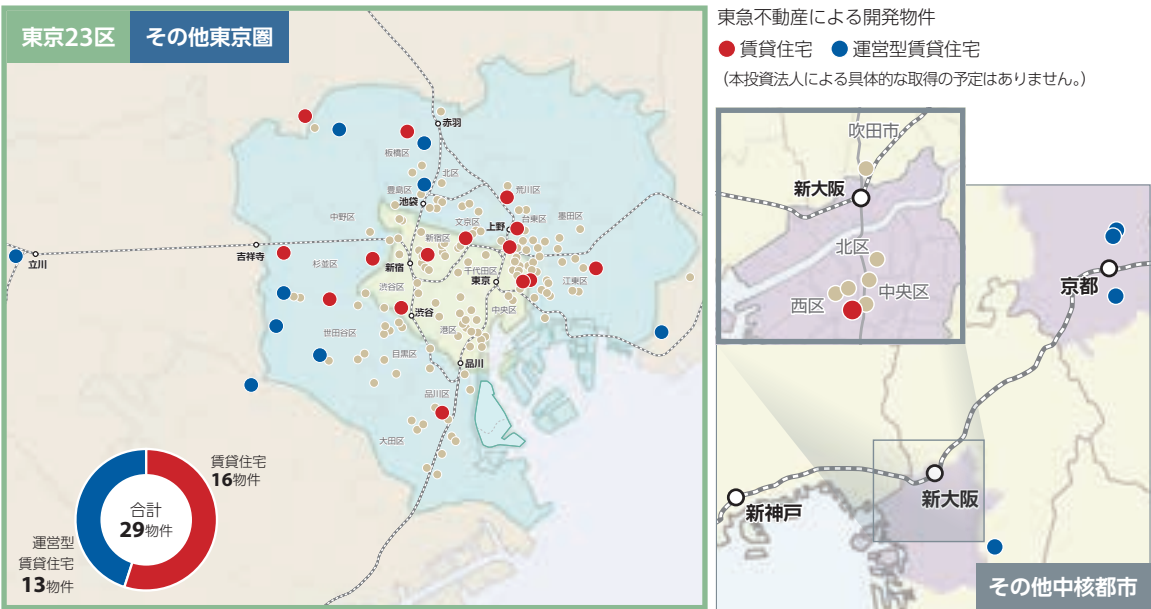 東京23区
その他東京圏
赤羽
板橋区
北区
豊島区
池袋
荒川区
中野区
文京区
上野
台東区
墨田区
新宿区
立川
吉祥寺
杉並区
新宿
千代田区
東京
江東区
渋谷区
中央区
渋谷
世田谷区
港区
目黒区
品川
品川区
大田区
賃貸住宅
16物件
合計
29物件
運営型
賃貸住宅
13物件
東急不動産による開発物件
賃貸住宅 運営型賃貸住宅
（本投資法人による具体的な取得の予定はありません。）
吹田市
新大阪
北区
中央区
西区
京都
新大阪
新神戸
その他中核都市